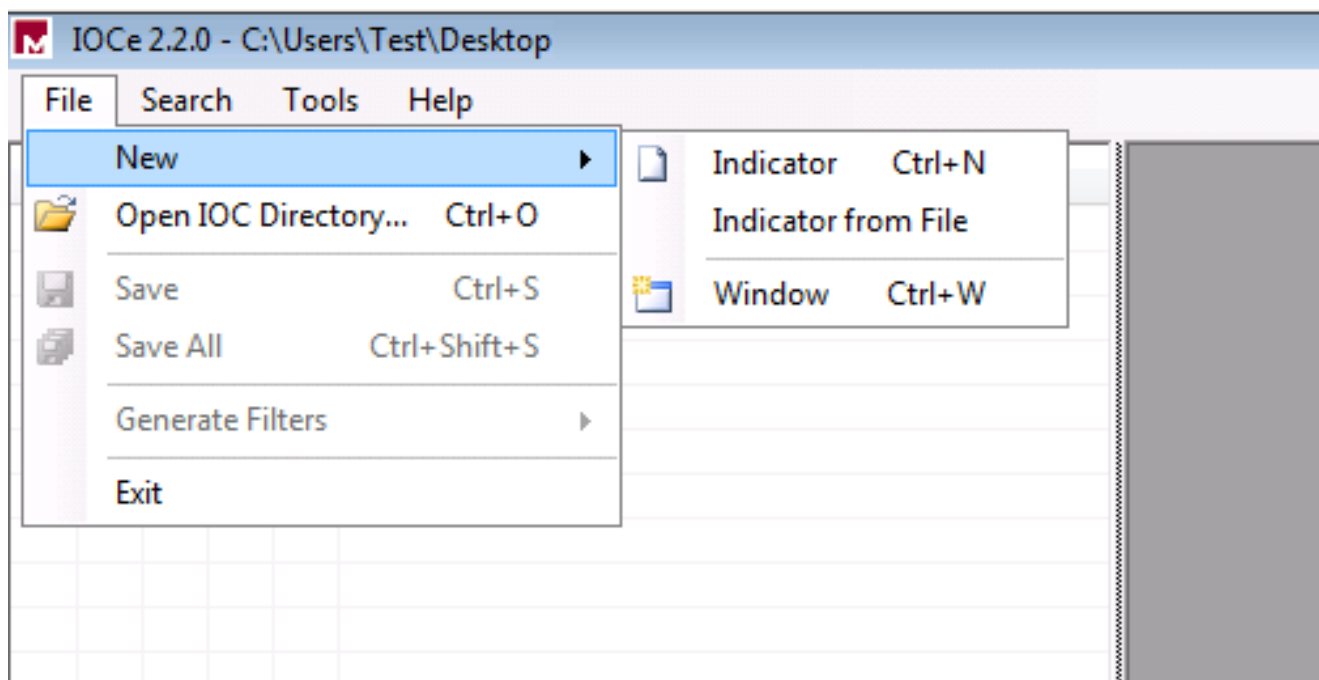 IOCe 2.2.0 - C:\Users\Test\Desktop
File Search Tools Help
New
Open IOC Directory... Ctrl+O
Save Ctrl+S
Save All Ctrl+Shift+S
Generate Filters
Exit
Indicator Ctrl+N
Indicator from File
Window Ctrl+W